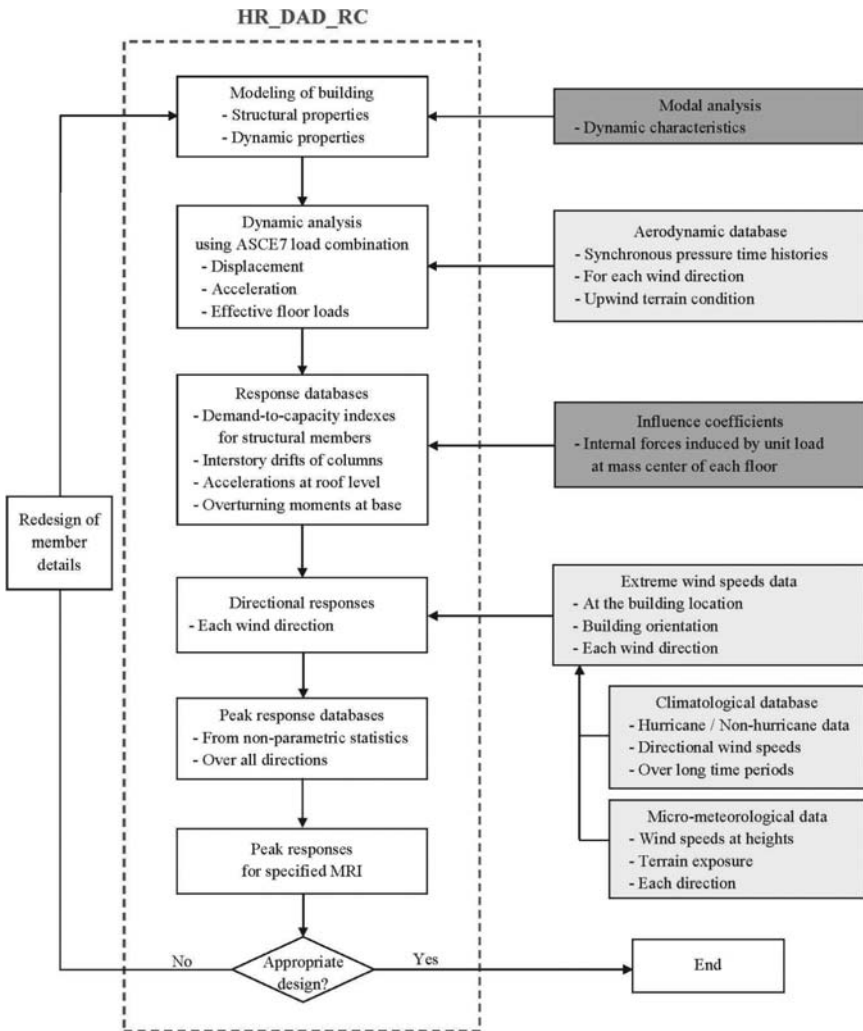 HR_DAD_RC
Modeling of building
- Structural properties
- Dynamic properties
Modal analysis
- Dynamic characteristics
Dynamic analysis
using ASCE7 load combination
- Displacement
- Acceleration
- Effective floor loads
Aerodynamic database
- Synchronous pressure time histories
- For each wind direction
- Upwind terrain condition
Response databases
- Demand-to-capacity indexes
for structural members
- Interstory drifts of columns
- Accelerations at roof level
- Overturning moments at base
Influence coefficients
- Internal forces induced by unit load
at mass center of each floor
Redesign of
member
details
Directional responses
- Each wind direction
Extreme wind speeds data
- At the building location
- Building orientation
- Each wind direction
Peak response databases
- From non-parametric statistics
- Over all directions
Climatological database
- Hurricane / Non-hurricane data
- Directional wind speeds
- Over long time periods
Micro-meteorological data
- Wind speeds at heights
- Terrain exposure
- Each direction
Peak responses
for specified MRI
No
Appropriate
design?
Yes
End